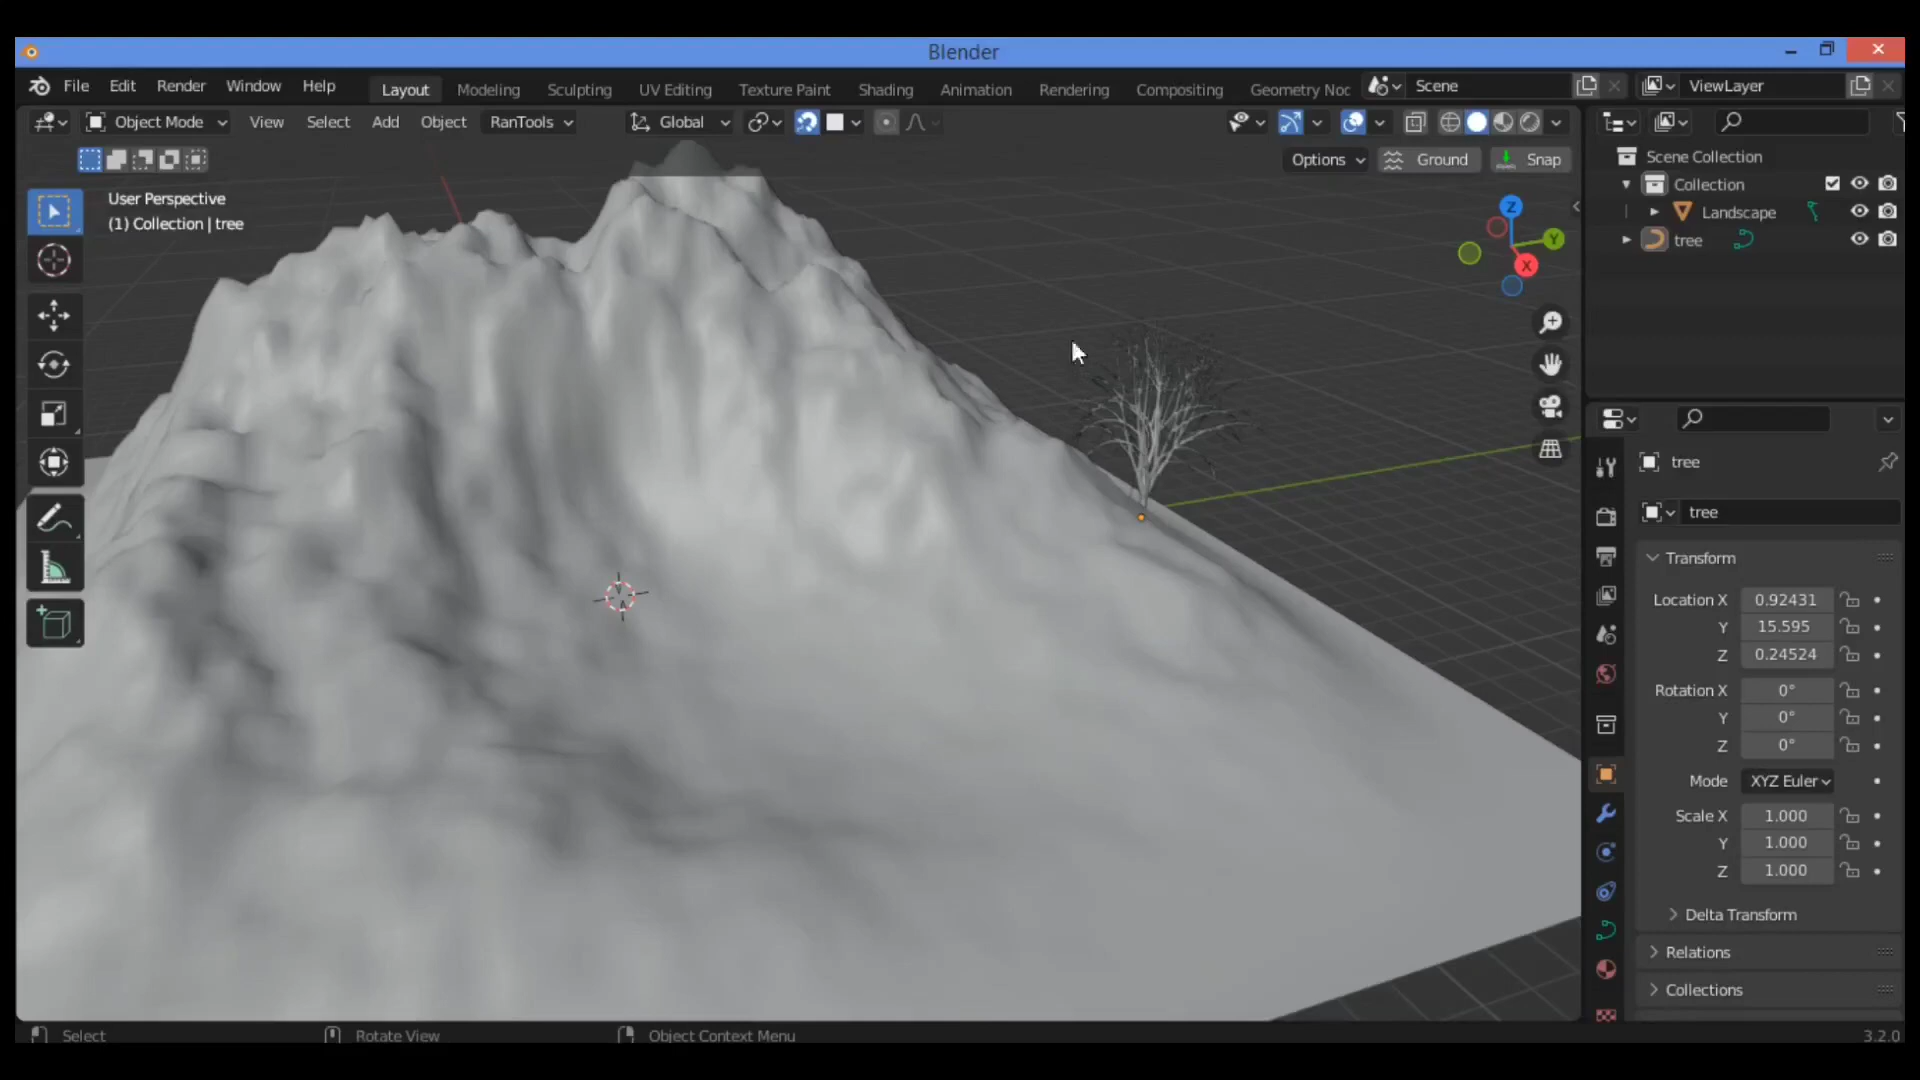 Blender
File Edit Render Window Help Layout Modeling Sculpting UV Editing Texture Paint Shading Animation Rendering Compositing Geometry Noc Scene ViewLayer
Object Mode View Select Add Object RanTools Global
Options Ground Snap
User Perspective
(1) Collection | tree
Z
Y
X
Scene Collection
Collection
Landscape
tree
tree
tree
Transform
Location X 0.92431
Y 15.595
Z 0.24524
Rotation X 0°
Y 0°
Z 0°
Mode XYZ Euler
Scale X 1.000
Y 1.000
Z 1.000
Delta Transform
Relations
Collections
Select Rotate View Object Context Menu 3.2.0